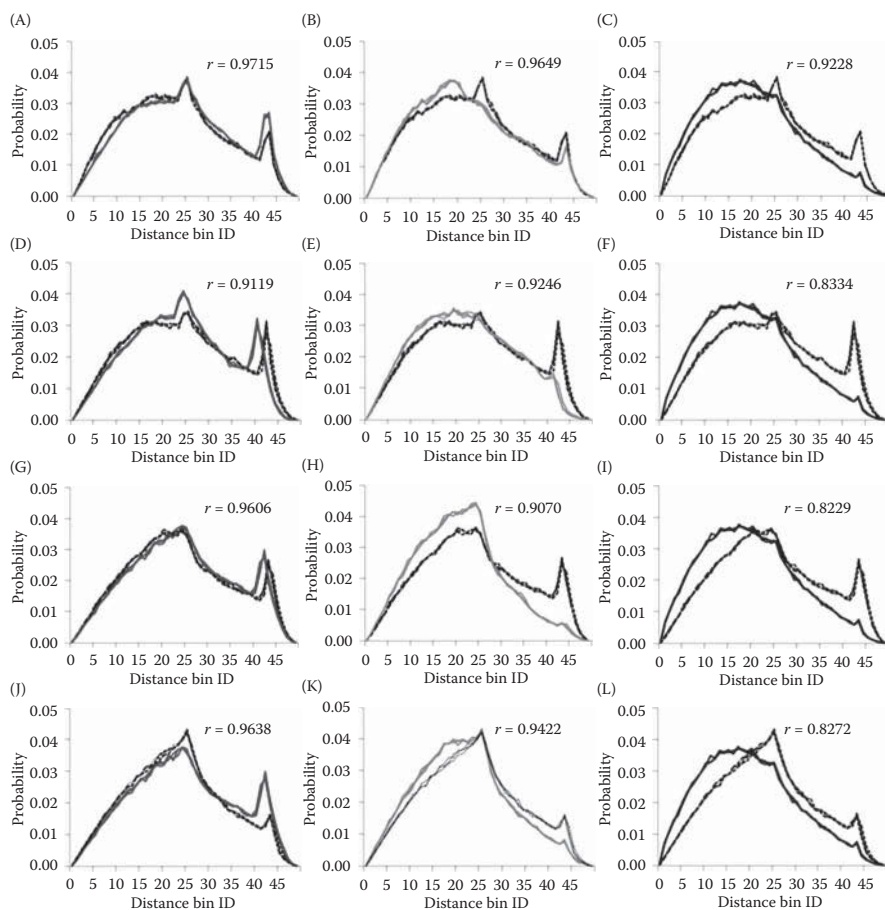 (A) (B) (C)
0.05 0.05 0.05
r = 0.9715 r = 0.9649 r = 0.9228
0.04 0.04 0.04
0.03 0.03 0.03
0.02 0.02 0.02
0.01 0.01 0.01
0.00 0.00 0.00
Probability Probability Probability
0 5 10 15 20 25 30 35 40 45 0 5 10 15 20 25 30 35 40 45 0 5 10 15 20 25 30 35 40 45
Distance bin ID Distance bin ID Distance bin ID
(D) (E) (F)
0.05 0.05 0.05
r = 0.9119 r = 0.9246 r = 0.8334
0.04 0.04 0.04
0.03 0.03 0.03
0.02 0.02 0.02
0.01 0.01 0.01
0.00 0.00 0.00
Probability Probability Probability
0 5 10 15 20 25 30 35 40 45 0 5 10 15 20 25 30 35 40 45 0 5 10 15 20 25 30 35 40 45
Distance bin ID Distance bin ID Distance bin ID
(G) (H) (I)
0.05 0.05 0.05
r = 0.9606 r = 0.9070 r = 0.8229
0.04 0.04 0.04
0.03 0.03 0.03
0.02 0.02 0.02
0.01 0.01 0.01
0.00 0.00 0.00
Probability Probability Probability
0 5 10 15 20 25 30 35 40 45 0 5 10 15 20 25 30 35 40 45 0 5 10 15 20 25 30 35 40 45
Distance bin ID Distance bin ID Distance bin ID
(J) (K) (L)
0.05 0.05 0.05
r = 0.9638 r = 0.9422 r = 0.8272
0.04 0.04 0.04
0.03 0.03 0.03
0.02 0.02 0.02
0.01 0.01 0.01
0.00 0.00 0.00
Probability Probability Probability
0 5 10 15 20 25 30 35 40 45 0 5 10 15 20 25 30 35 40 45 0 5 10 15 20 25 30 35 40 45
Distance bin ID Distance bin ID Distance bin ID